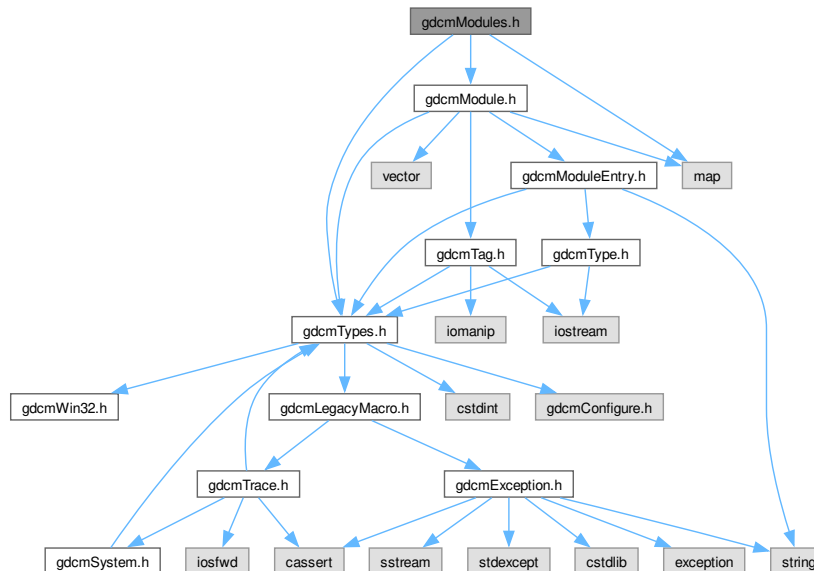 gdcmModules.h
gdcmModule.h
vector
gdcmModuleEntry.h
map
gdcmTag.h
gdcmType.h
gdcmTypes.h
iomanip
iostream
gdcmWin32.h
gdcmLegacyMacro.h
cstdint
gdcmConfigure.h
gdcmTrace.h
gdcmException.h
gdcmSystem.h
iosfwd
cassert
sstream
stdexcept
cstdlib
exception
string